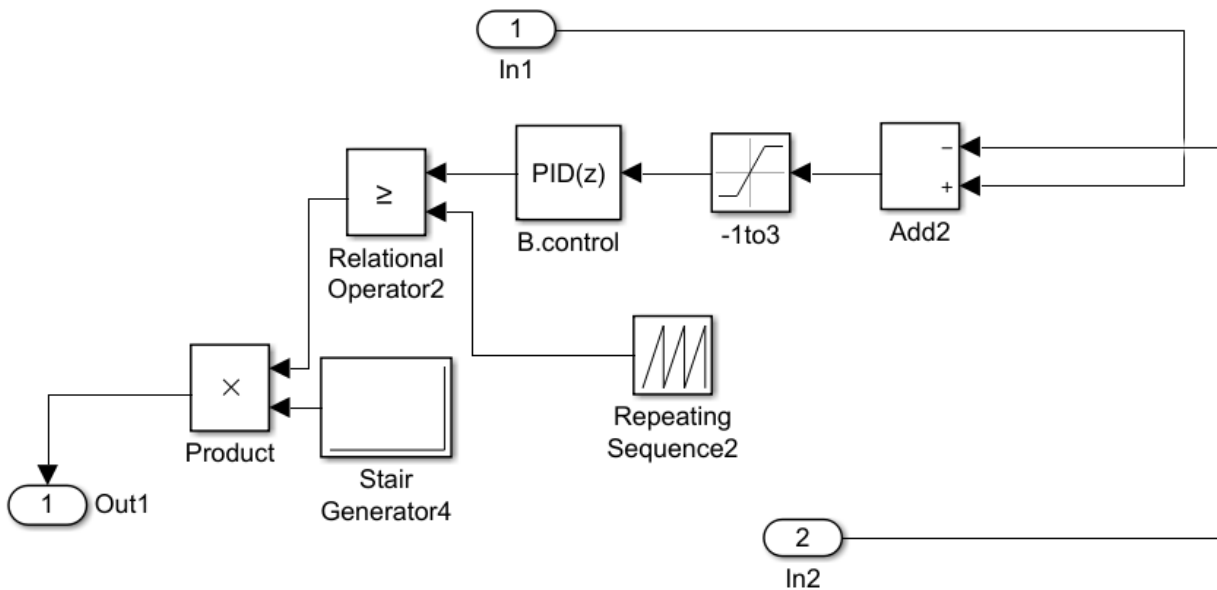 1
In1
PID(z)
B.control
-1to3
−
+
Add2
≥
Relational
Operator2
×
Product
Stair
Generator4
Repeating
Sequence2
1
Out1
2
In2